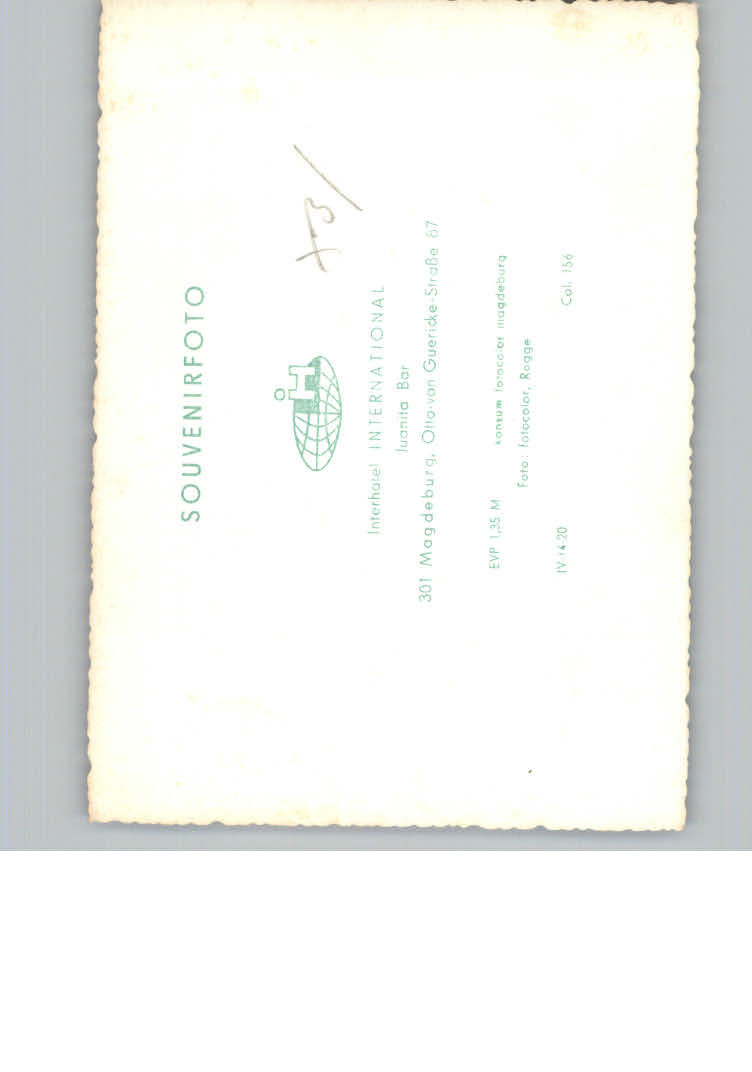 SOUVENIRFOTO
Interhotel INTERNATIONAL
Juanita Bar
301 Magdeburg, Otto-von Guericke-Straße 87
EVP 1,35 M konsum fotocolor magdeburg
Foto: fotocolor, Rogge
IV-14-20 Col. 156